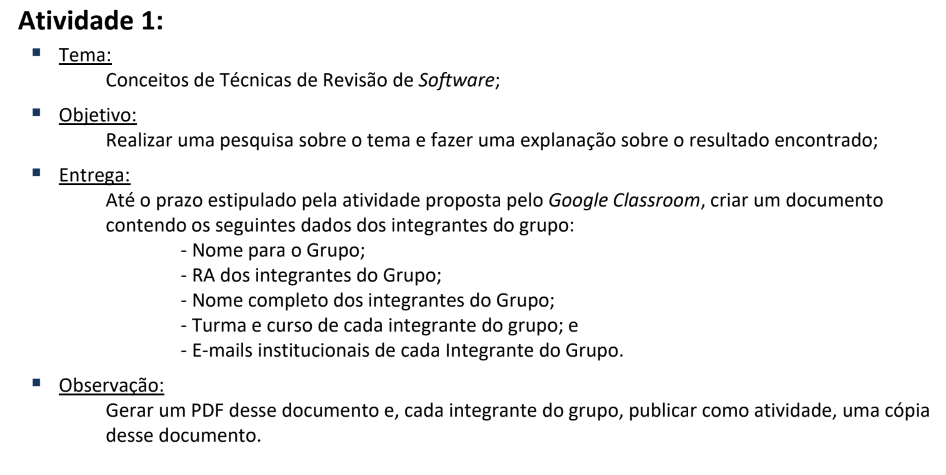 Atividade 1:
Tema:
Conceitos de Técnicas de Revisão de Software;
Objetivo:
Realizar uma pesquisa sobre o tema e fazer uma explanação sobre o resultado encontrado;
Entrega:
Até o prazo estipulado pela atividade proposta pelo Google Classroom, criar um documento
contendo os seguintes dados dos integrantes do grupo:
- Nome para o Grupo;
- RA dos integrantes do Grupo;
- Nome completo dos integrantes do Grupo;
- Turma e curso de cada integrante do grupo; e
- E-mails institucionais de cada Integrante do Grupo.
Observação:
Gerar um PDF desse documento e, cada integrante do grupo, publicar como atividade, uma cópia
desse documento.